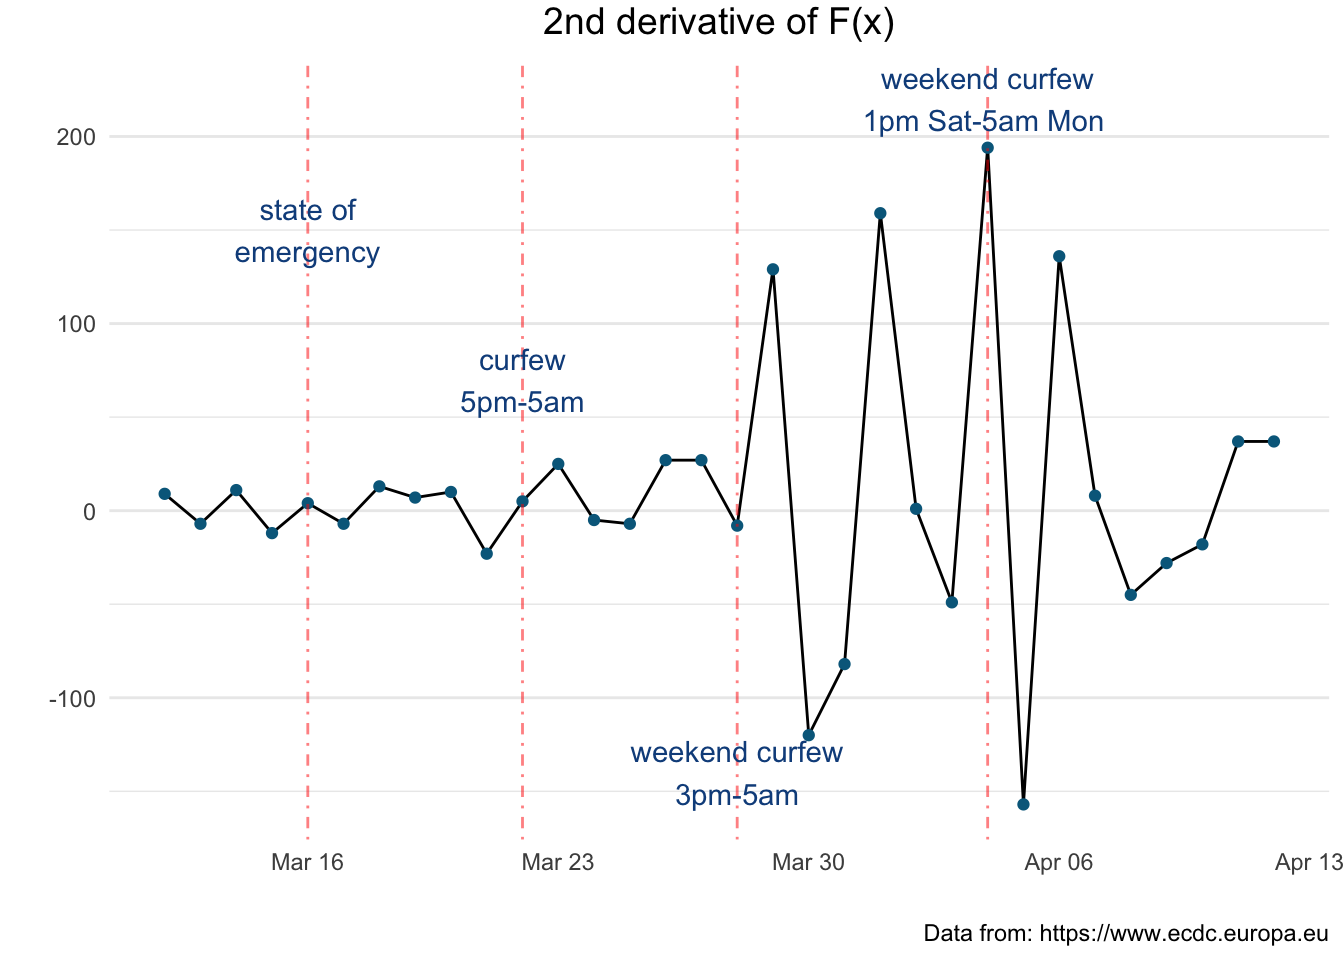 2nd derivative of F(x)
weekend curfew
1pm Sat-5am Mon
200
state of
emergency
100
curfew
5pm-5am
0
-100
weekend curfew
3pm-5am
Mar 16
Mar 23
Mar 30
Apr 06
Apr 13
Data from: https://www.ecdc.europa.eu